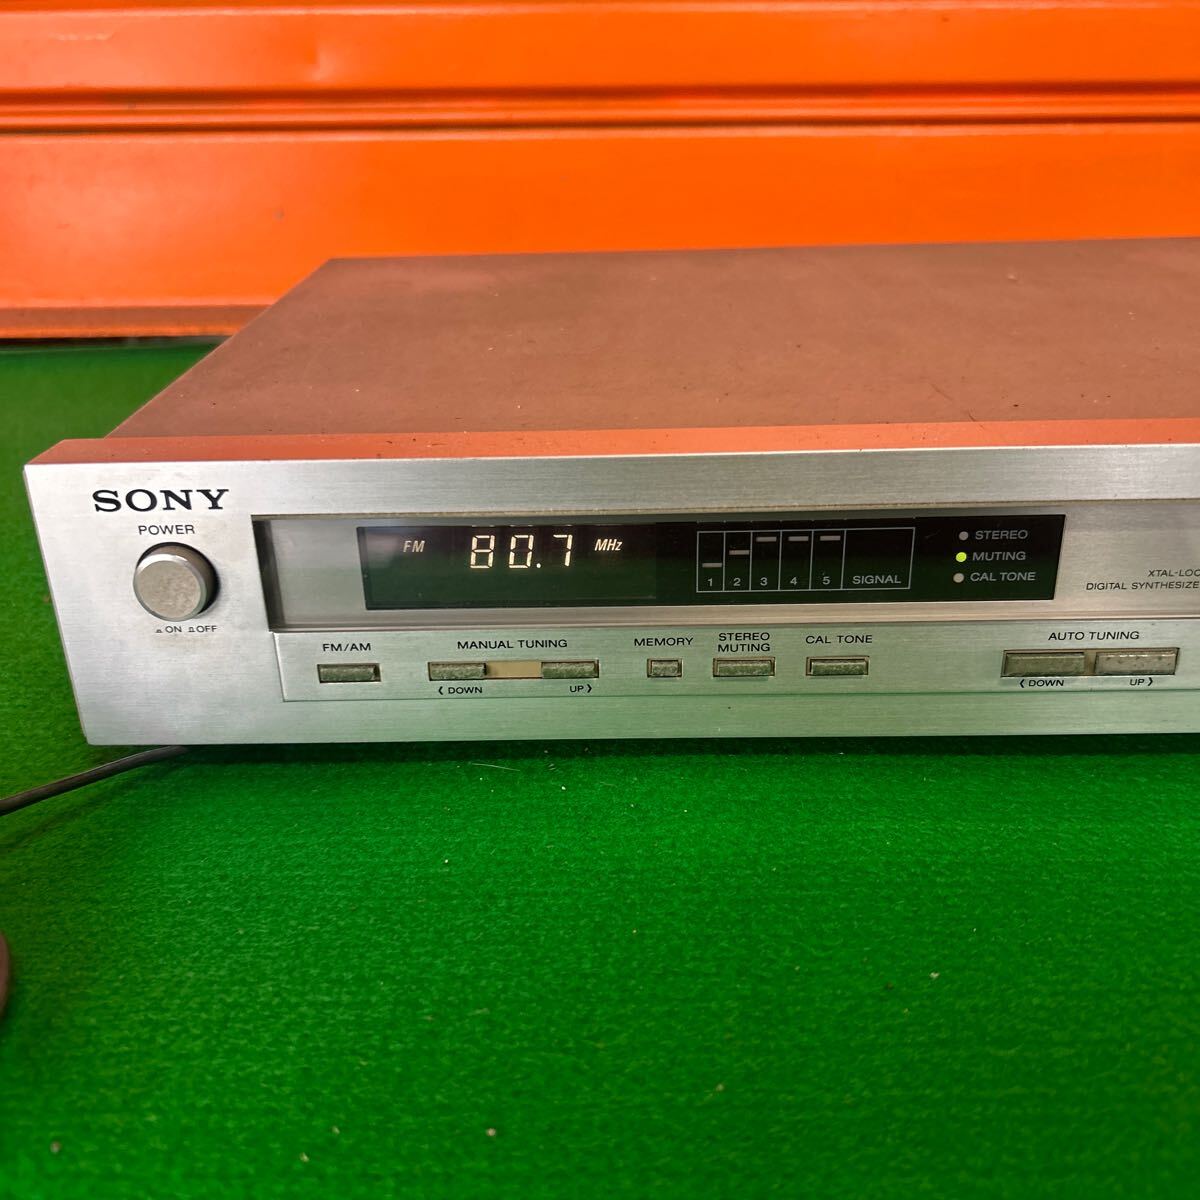 SONY
POWER
ON OFF
FM 80.7 MHz
1 2 3 4 5 SIGNAL
STEREO
MUTING
CAL TONE
DIGITAL
FM/AM
MANUAL TUNING
DOWN UP
MEMORY
STEREO
MUTING
CAL TONE
AUTO TUNING
DOWN UP